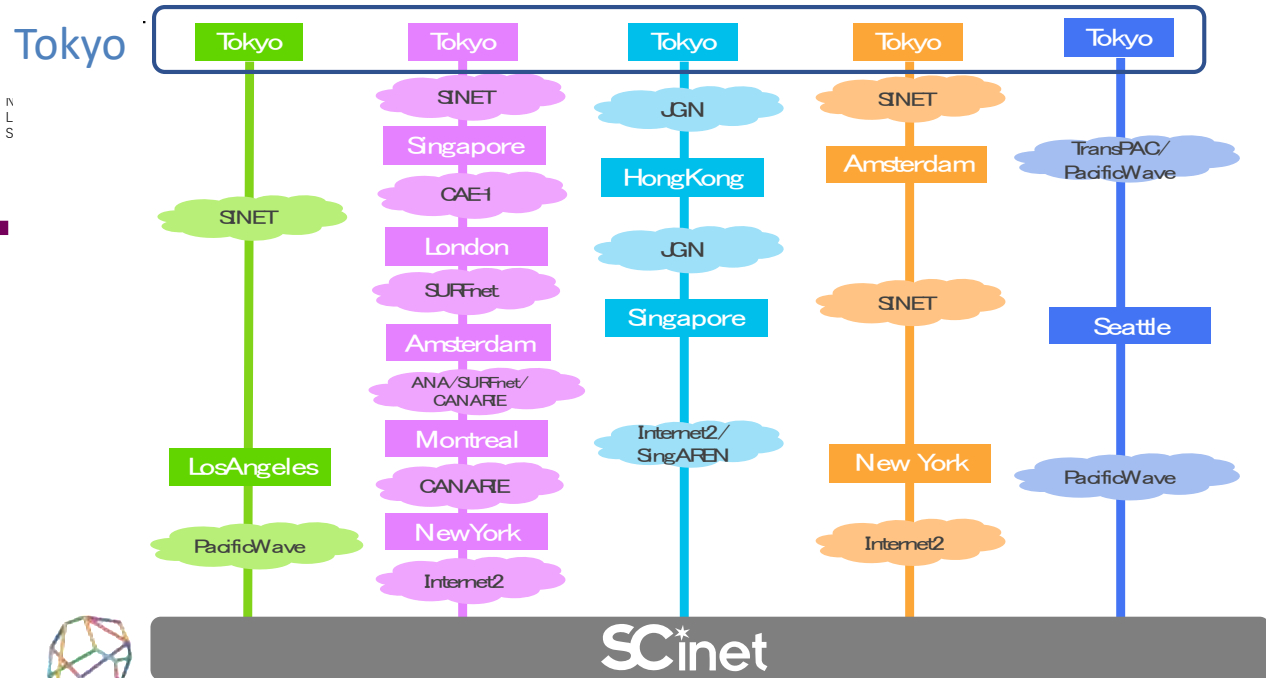 Tokyo
Tokyo
Tokyo
Tokyo
Tokyo
Tokyo
N
L
S
SINET
PacificWave
LosAngeles
SINET
Singapore
CAE-1
London
SURFnet
Amsterdam
ANA/SURFnet/
CANARIE
Montreal
CANARIE
NewYork
Internet2
JGN
HongKong
JGN
Singapore
Internet2/
SingAREN
SINET
Amsterdam
SINET
New York
Internet2
TransPAC/
PacificWave
Seattle
PacificWave
SCinet